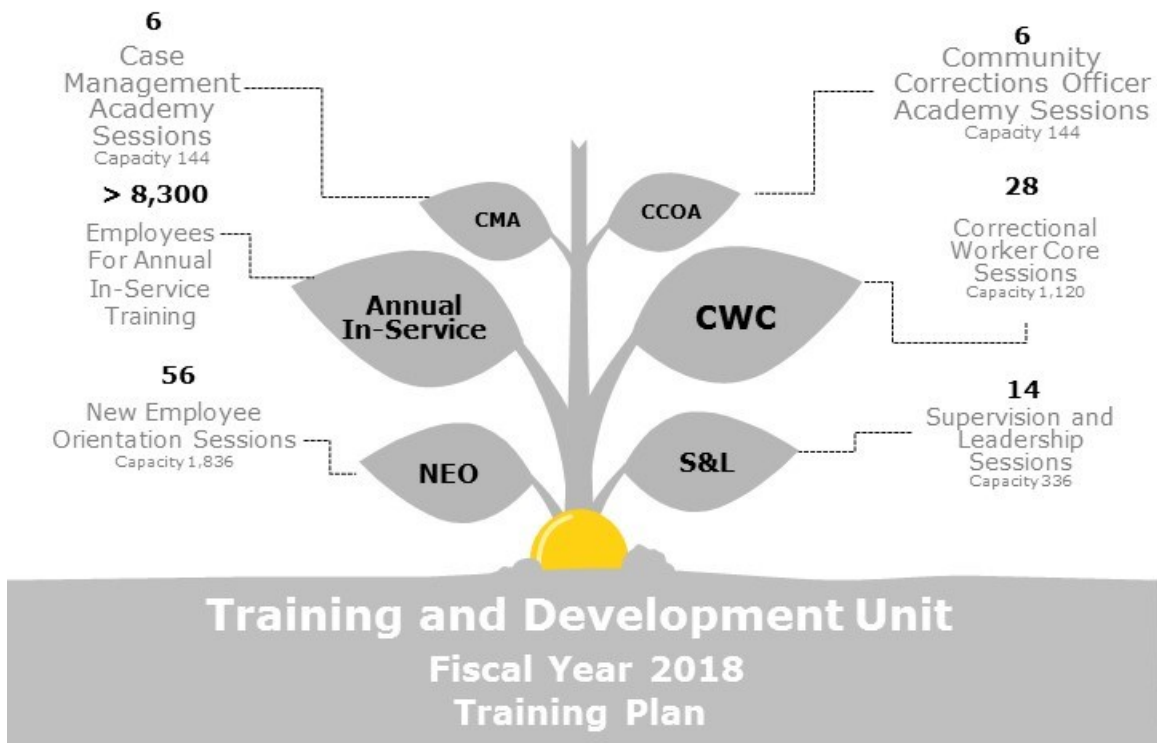 6
Case
Management
Academy
Sessions
Capacity 144
> 8,300
Employees
For Annual
In-Service
Training
56
New Employee
Orientation Sessions
Capacity 1,836
6
Community
Corrections Officer
Academy Sessions
Capacity 144
28
Correctional
Worker Core
Sessions
Capacity 1,120
14
Supervision and
Leadership
Sessions
Capacity 336
CMA
CCOA
Annual
In-Service
CWC
NEO
S&L
Training and Development Unit
Fiscal Year 2018
Training Plan